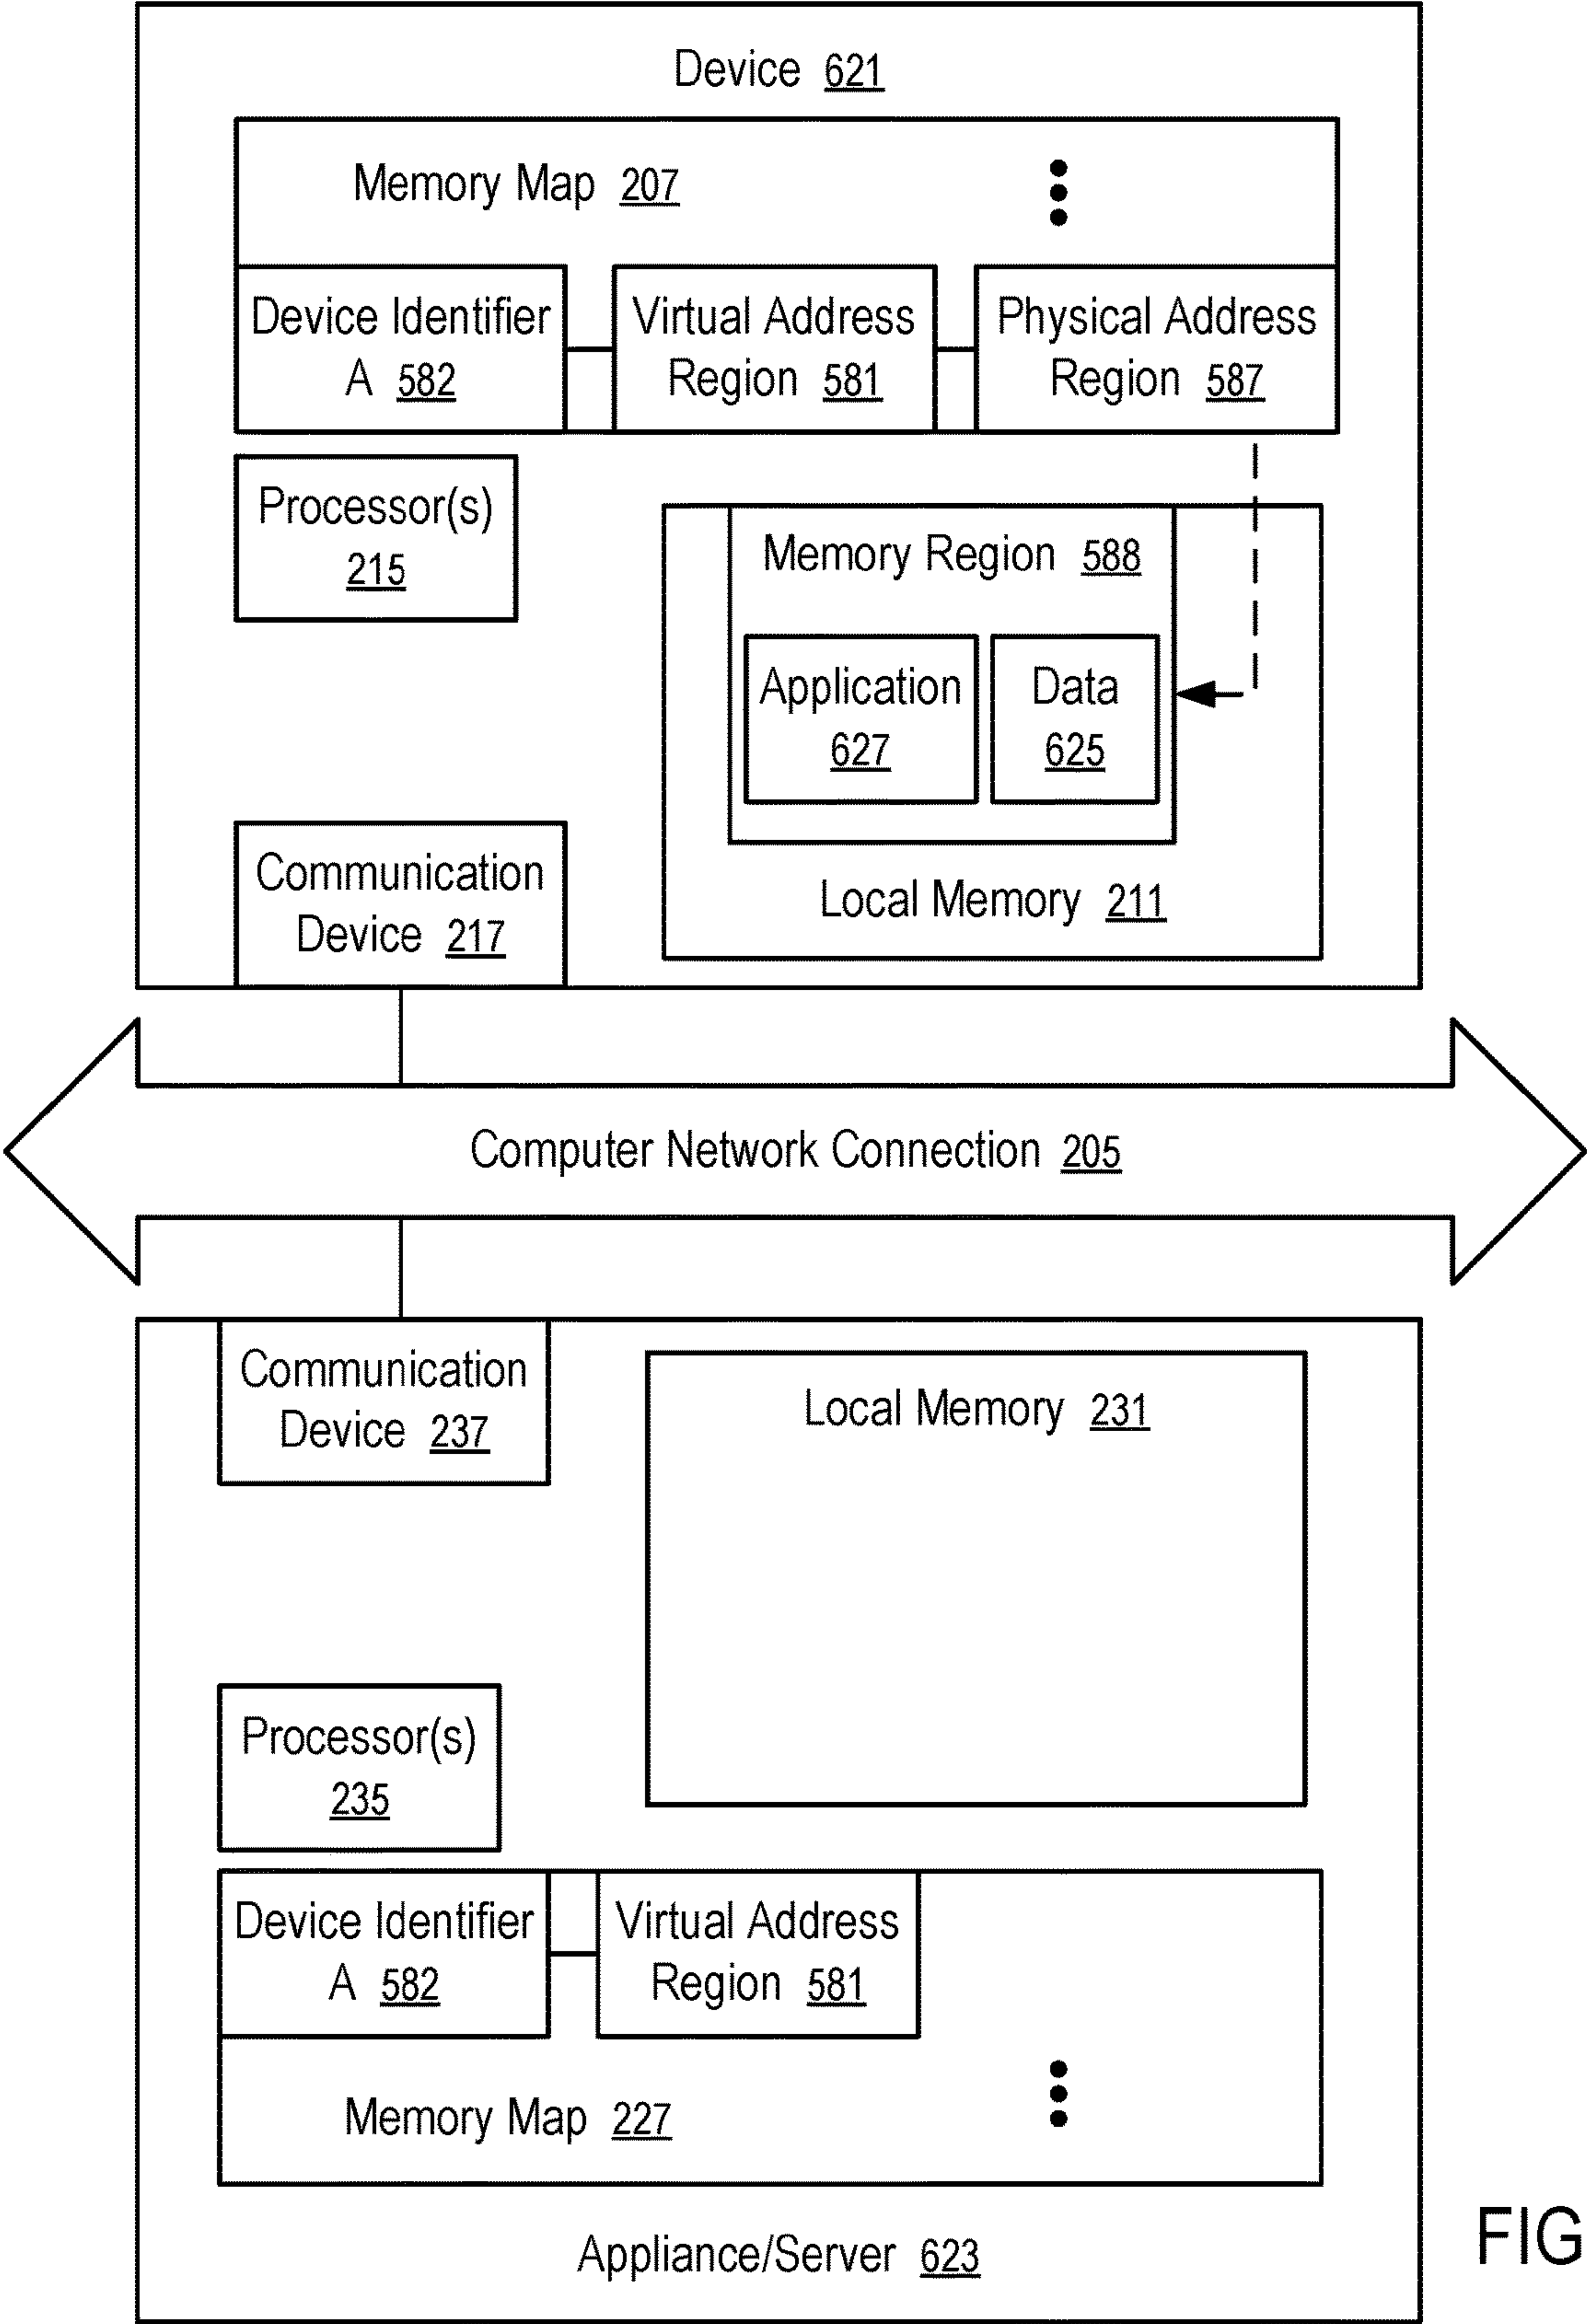 Device 621
Memory Map 207
Device Identifier
A 582
Virtual Address
Region 581
Physical Address
Region 587
Processor(s)
215
Memory Region 588
Application
627
Data
625
Local Memory 211
Communication
Device 217
Computer Network Connection 205
Communication
Device 237
Local Memory 231
Processor(s)
235
Device Identifier
A 582
Virtual Address
Region 581
Memory Map 227
Appliance/Server 623
FIG